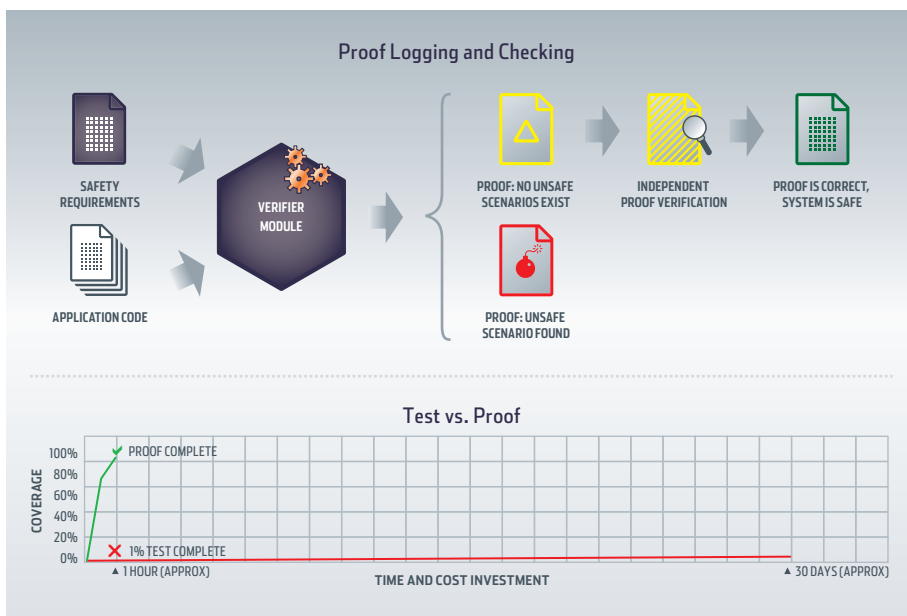 Proof Logging and Checking
SAFETY
REQUIREMENTS
APPLICATION CODE
VERIFIER
MODULE
PROOF: NO UNSAFE
SCENARIOS EXIST
INDEPENDENT
PROOF VERIFICATION
PROOF IS CORRECT,
SYSTEM IS SAFE
PROOF: UNSAFE
SCENARIO FOUND
Test vs. Proof
COVERAGE
100%
80%
60%
40%
20%
0%
PROOF COMPLETE
1% TEST COMPLETE
1 HOUR (APPROX)
TIME AND COST INVESTMENT
30 DAYS (APPROX)